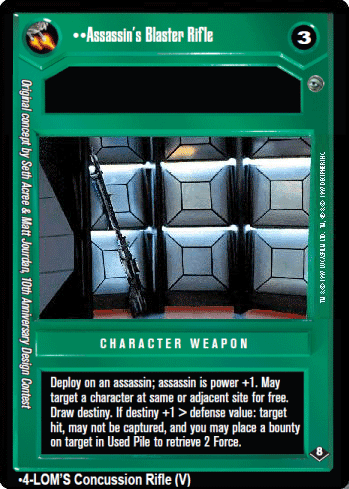 ••Assassin's Blaster Rifle
3
Original concept by Seth Acree & Matt Jourdan, 10th Anniversary Design Contest
CHARACTER WEAPON
Deploy on an assassin; assassin is power +1. May
target a character at same or adjacent site for free.
Draw destiny. If destiny +1 > defense value: target
hit, may not be captured, and you may place a bounty
on target in Used Pile to retrieve 2 Force.
8
•4-LOM'S Concussion Rifle (V)